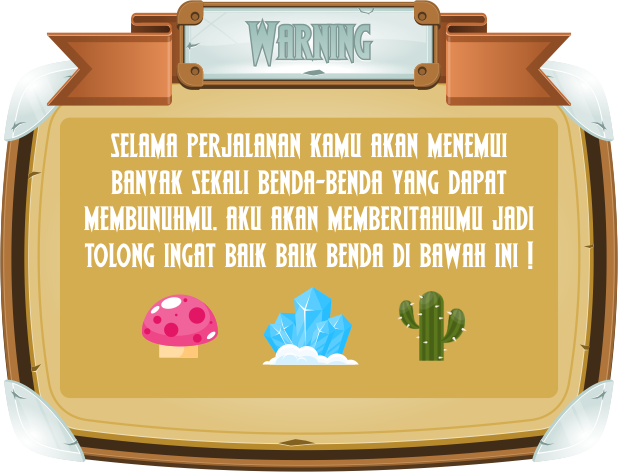 WARNING
SELAMA PERJALANAN KAMU AKAN MENEMUI
BANYAK SEKALI BENDA-BENDA YANG DAPAT
MEMBUNUHMU. AKU AKAN MEMBERITAHUMU JADI
TOLONG INGAT BAIK BAIK BENDA DI BAWAH INI !